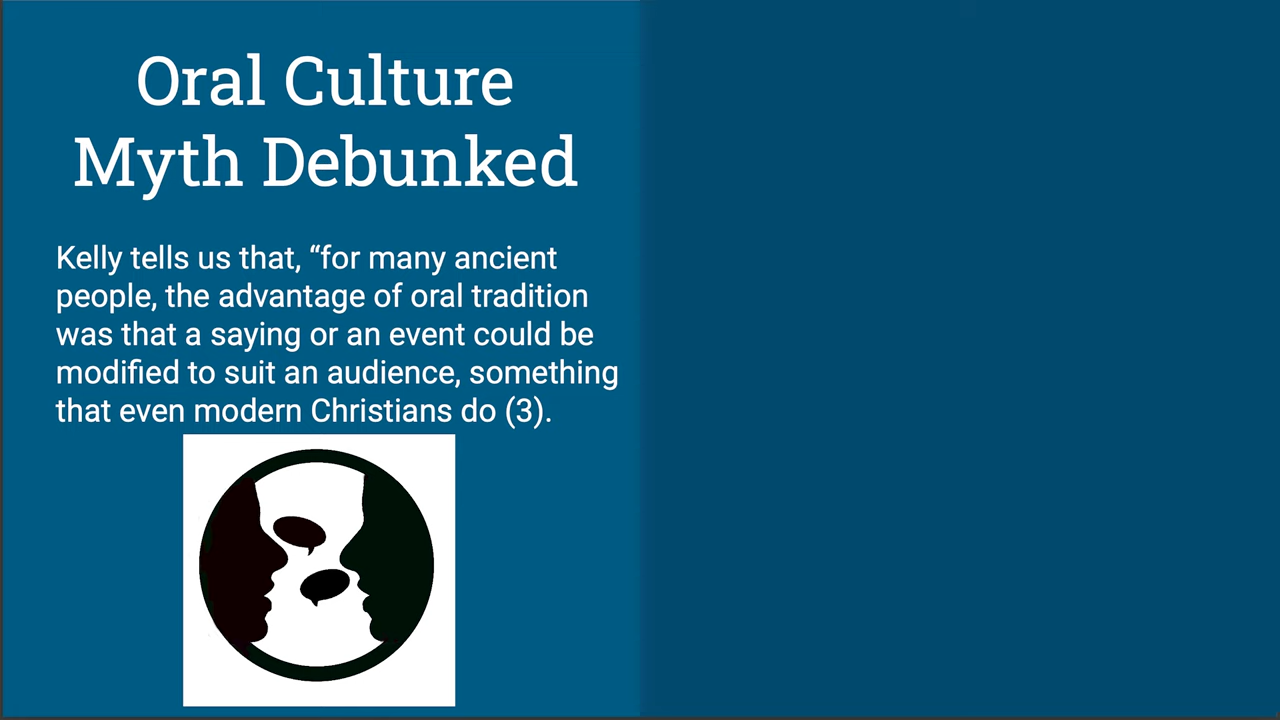 Oral Culture
Myth Debunked
Kelly tells us that, “for many ancient
people, the advantage of oral tradition
was that a saying or an event could be
modified to suit an audience, something
that even modern Christians do (3).